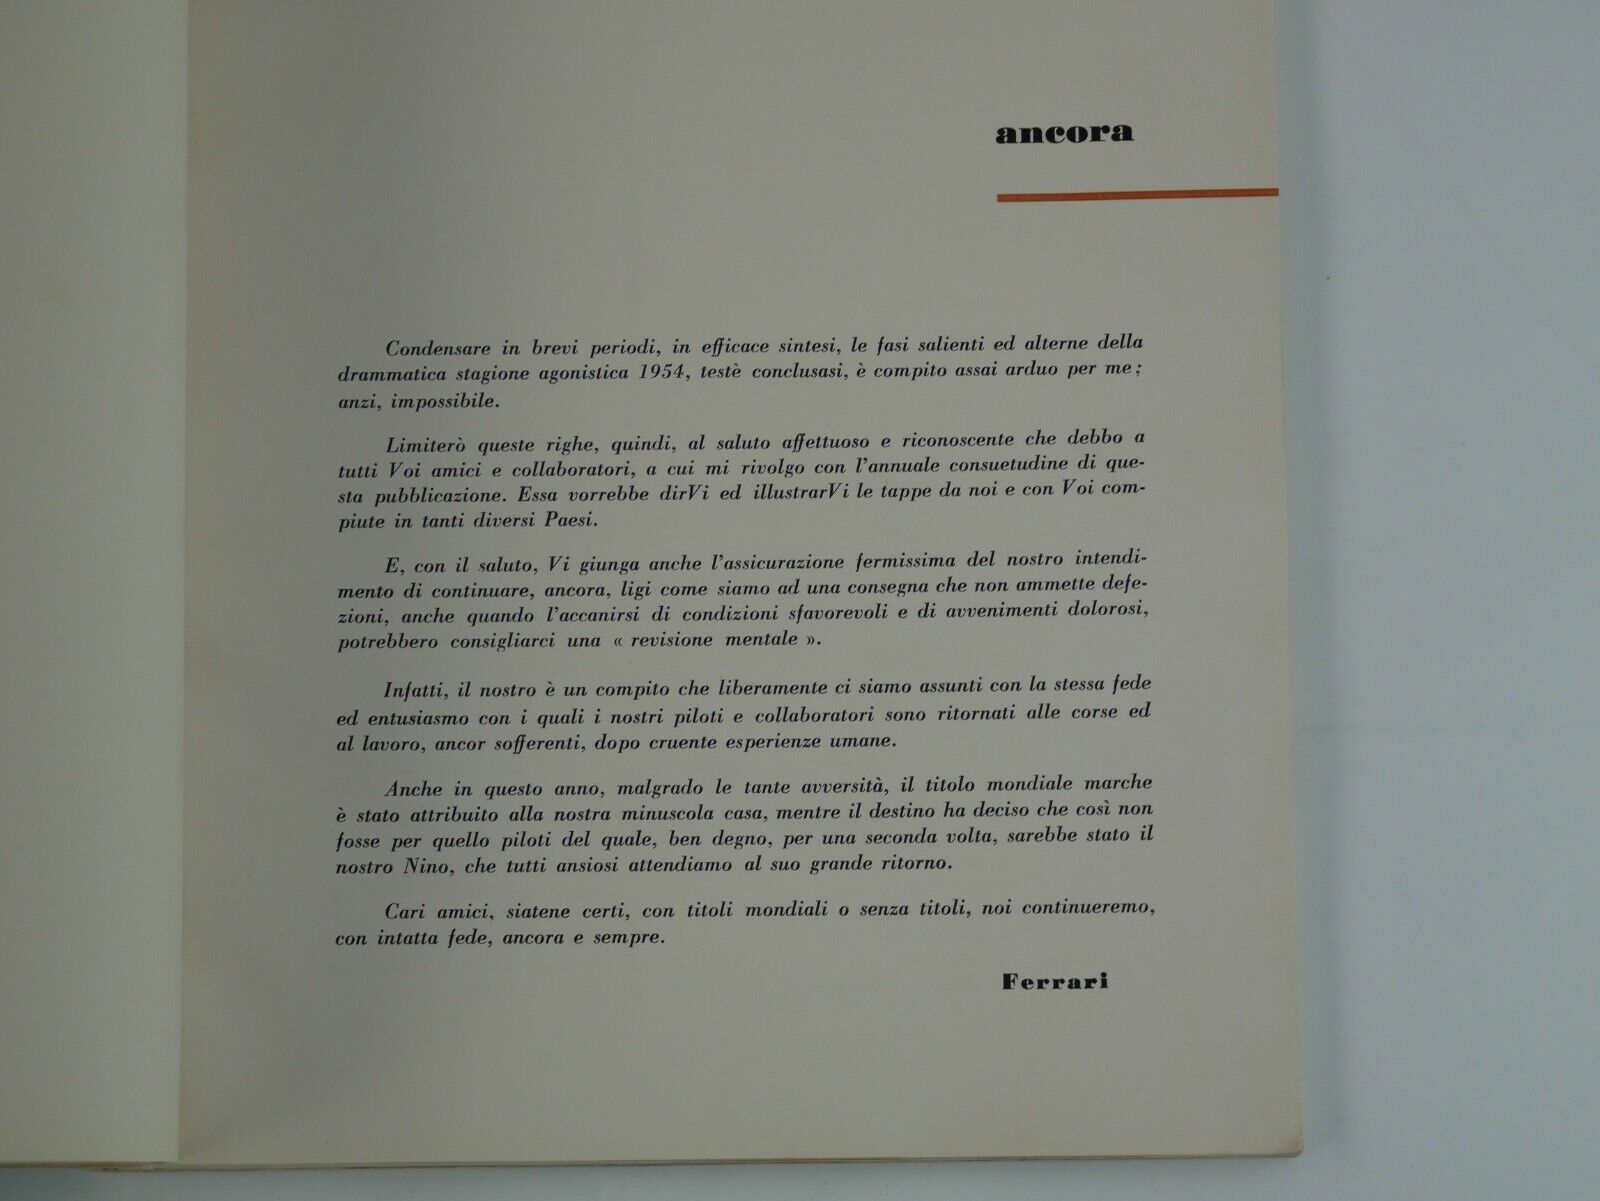 ancora
Condensare in brevi periodi, in efficace sintesi, le fasi salienti ed alterne della
drammatica stagione agonistica 1954, testè conclusasi, è compito assai arduo per me;
anzi, impossibile.
Limiterò queste righe, quindi, al saluto affettuoso e riconoscente che debbo a
tutti Voi amici e collaboratori, a cui mi rivolgo con l'annuale consuetudine di que-
sta pubblicazione. Essa vorrebbe dirVi ed illustrarVi le tappe da noi e con Voi com-
piute in tanti diversi Paesi.
E, con il saluto, Vi giunga anche l'assicurazione fermissima del nostro intendi-
mento di continuare, ancora, ligi come siamo ad una consegna che non ammette defe-
zioni, anche quando l'accanirsi di condizioni sfavorevoli e di avvenimenti dolorosi,
potrebbero consigliarci una « revisione mentale ».
Infatti, il nostro è un compito che liberamente ci siamo assunti con la stessa fede
ed entusiasmo con i quali i nostri piloti e collaboratori sono ritornati alle corse ed
al lavoro, ancor sofferenti, dopo cruente esperienze umane.
Anche in questo anno, malgrado le tante avversità, il titolo mondiale marche
è stato attribuito alla nostra minuscola casa, mentre il destino ha deciso che così non
fosse per quello piloti del quale, ben degno, per una seconda volta, sarebbe stato il
nostro Nino, che tutti ansiosi attendiamo al suo grande ritorno.
Cari amici, siatene certi, con titoli mondiali o senza titoli, noi continueremo,
con intatta fede, ancora e sempre.
Ferrari